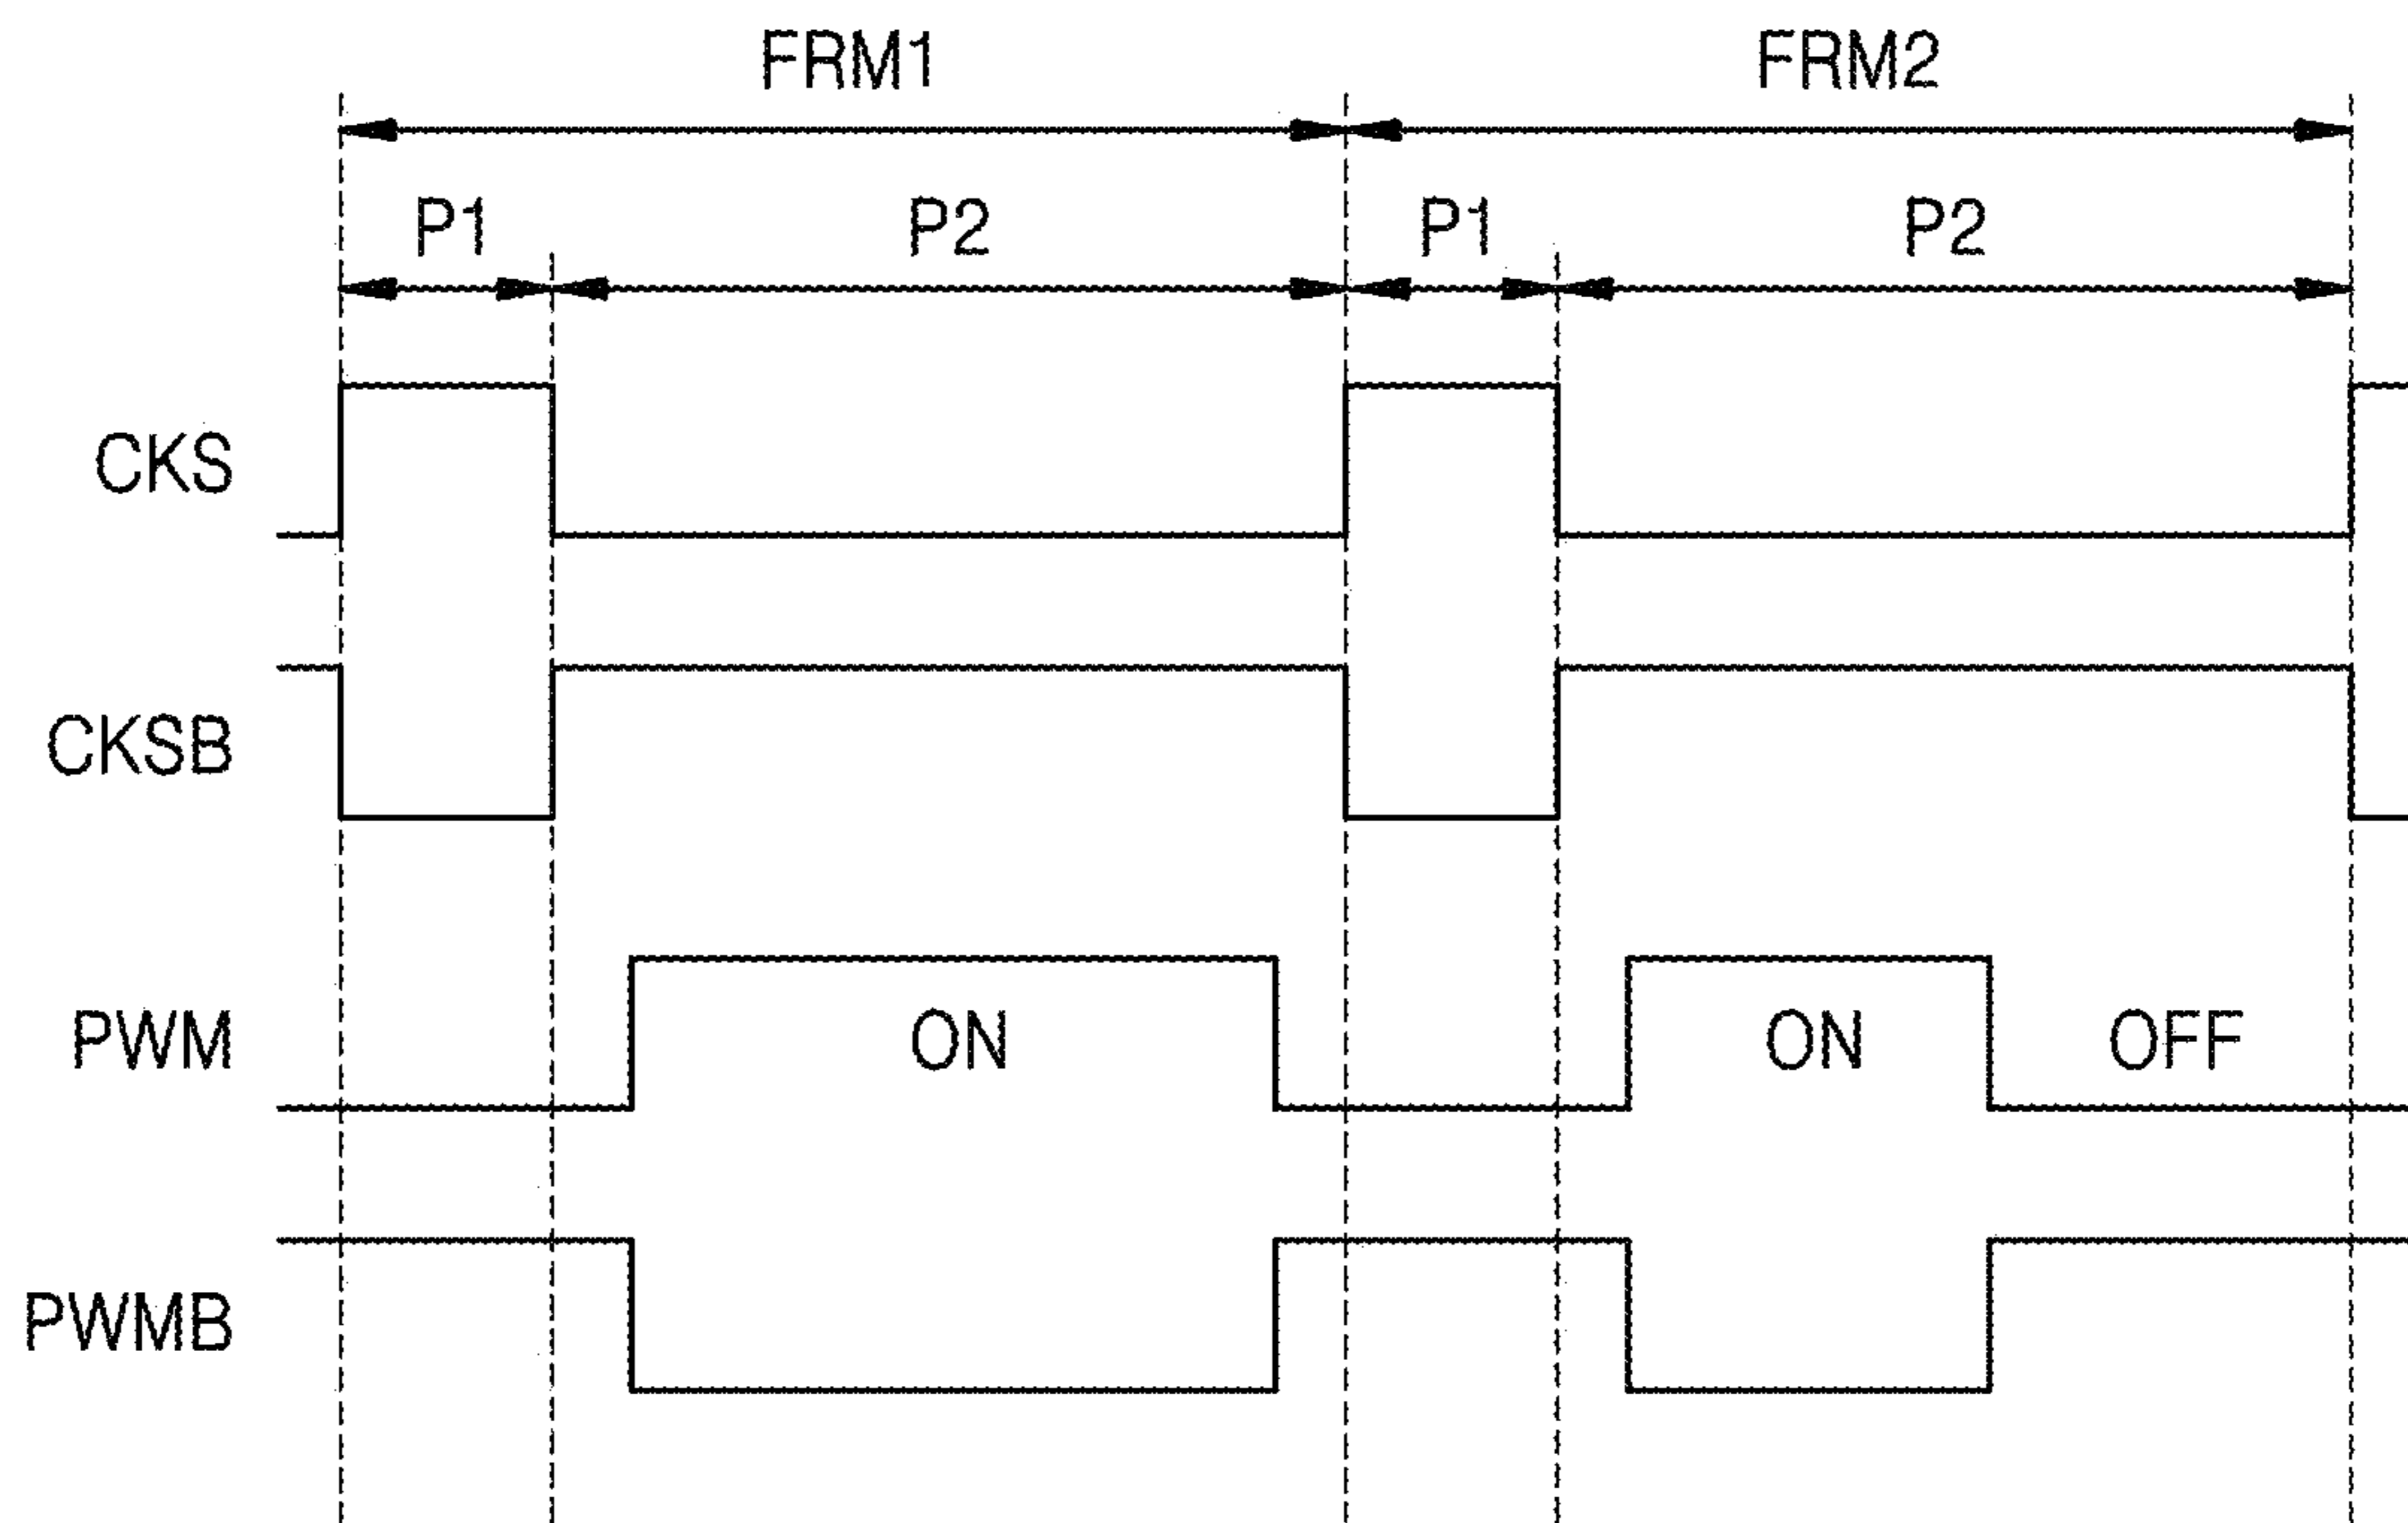 FRM1 FRM2
P1 P2 P1 P2
CKS
CKSB
PWM ON ON OFF
PWMB